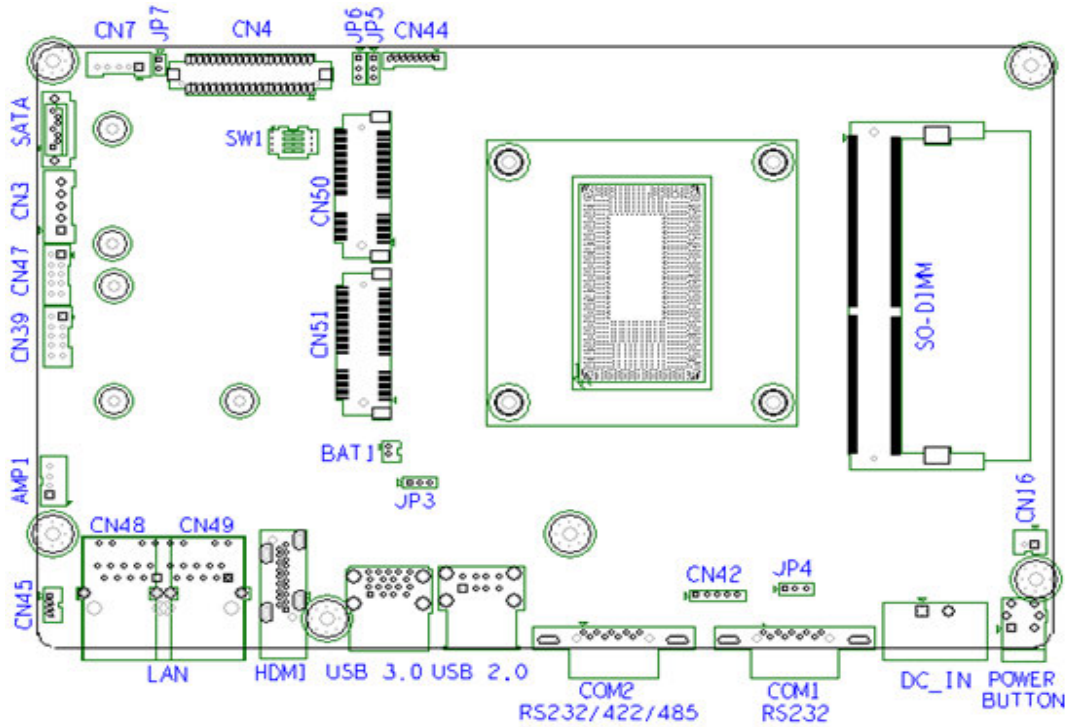 CN7
JP7
CN4
JP6
JP5
CN44
SATA
SW1
CN3
CN50
CN47
CN39
CN51
SO-DIMM
BAT1
AMP1
JP3
CN16
CN48
CN49
CN45
CN42
JP4
LAN
HDMI
USB 3.0
USB 2.0
COM2
RS232/422/485
COM1
RS232
DC_IN
POWER
BUTTON